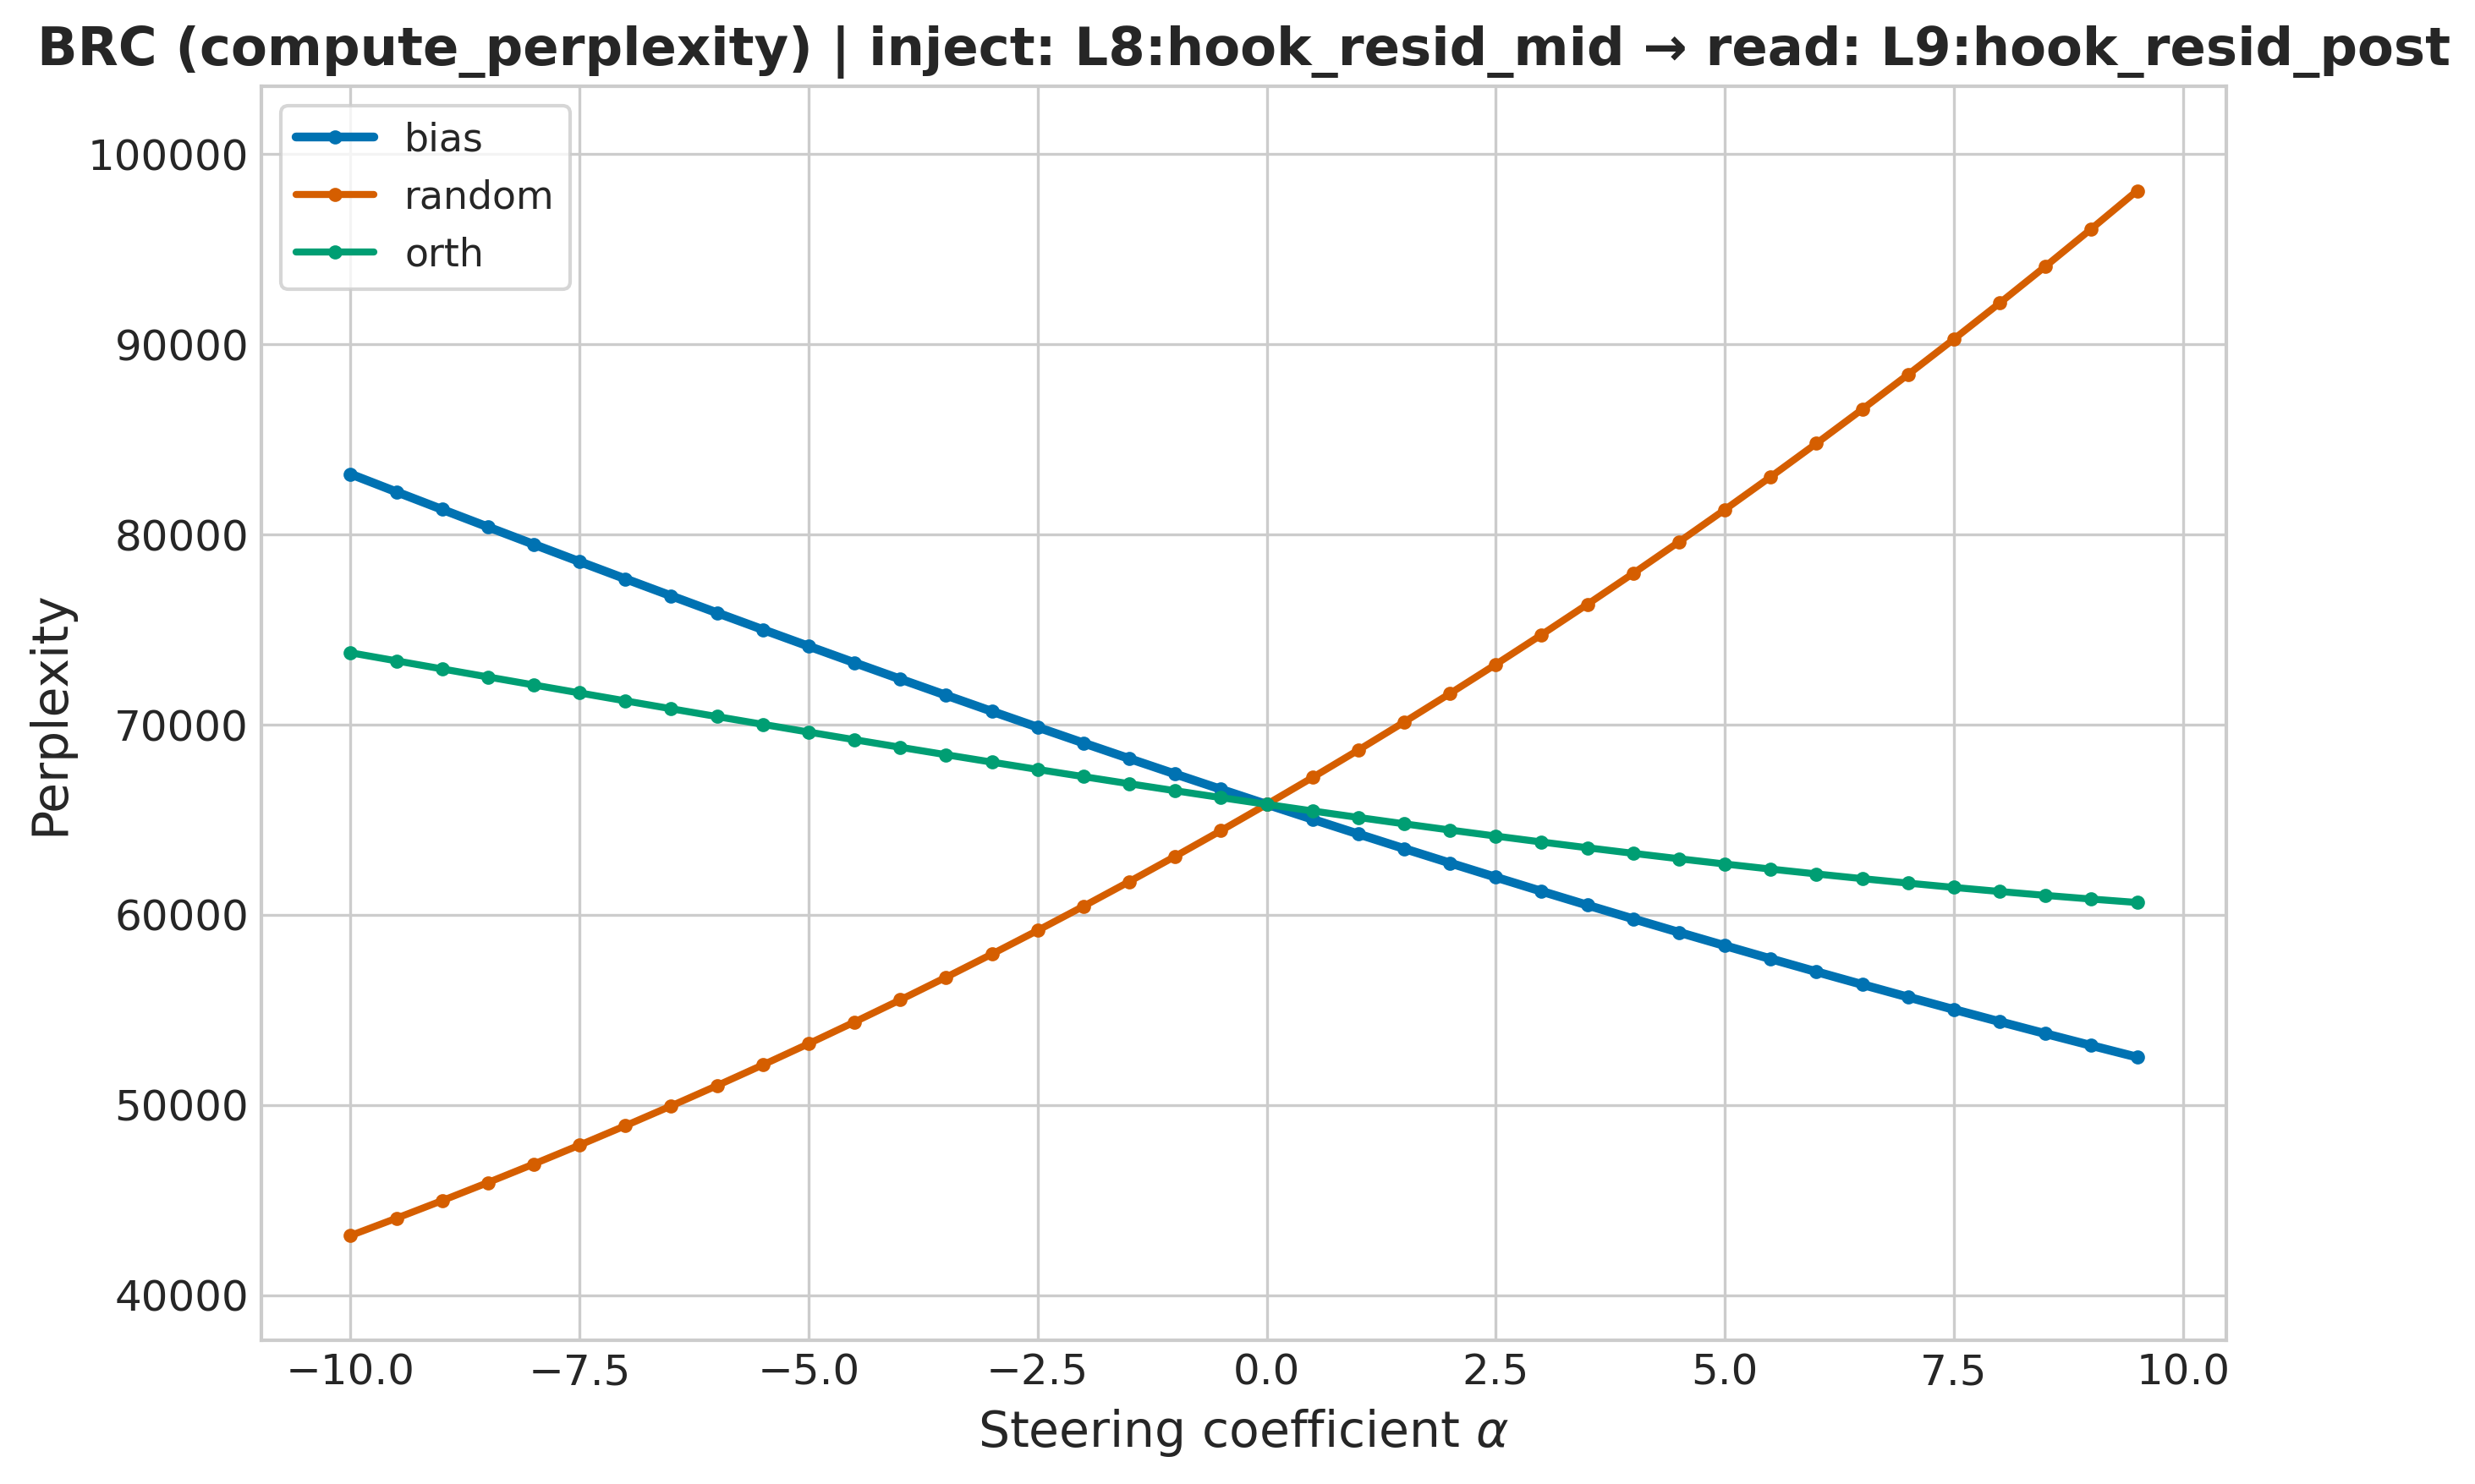 BRC (compute_perplexity) | inject: L8:hook_resid_mid → read: L9:hook_resid_post
bias
random
orth
100000
90000
80000
70000
60000
50000
40000
Perplexity
−10.0 −7.5 −5.0 −2.5 0.0 2.5 5.0 7.5 10.0
Steering coefficient α